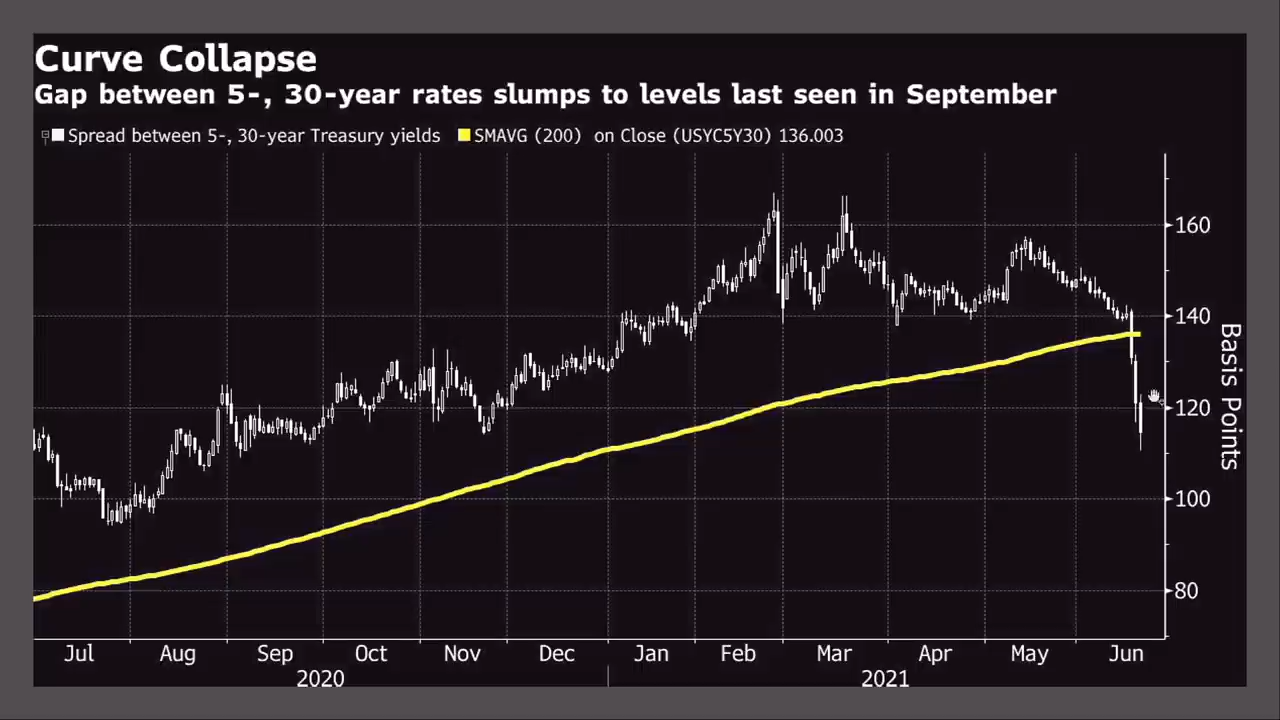 Curve Collapse
Gap between 5-, 30-year rates slumps to levels last seen in September
Spread between 5-, 30-year Treasury yields SMAVG (200) on Close (USYC5Y30) 136.003
160
140
120
100
80
Basis Points
Jul Aug Sep Oct Nov Dec Jan Feb Mar Apr May Jun
2020 2021